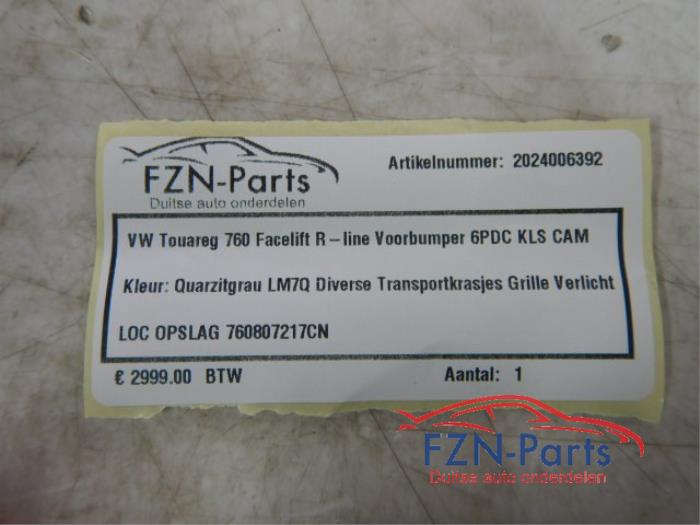 FZN-Parts
Duitse auto onderdelen
Artikelnummer: 2024006392
VW Touareg 760 Facelift R-line Voorbumper 6PDC KLS CAM
Kleur: Quarzitgrau LM7Q Diverse Transportkrasjes Grille Verlicht
LOC OPSLAG 760807217CN
€ 2999.00 BTW
Aantal: 1
FZN-Parts
Duitse auto onderdelen